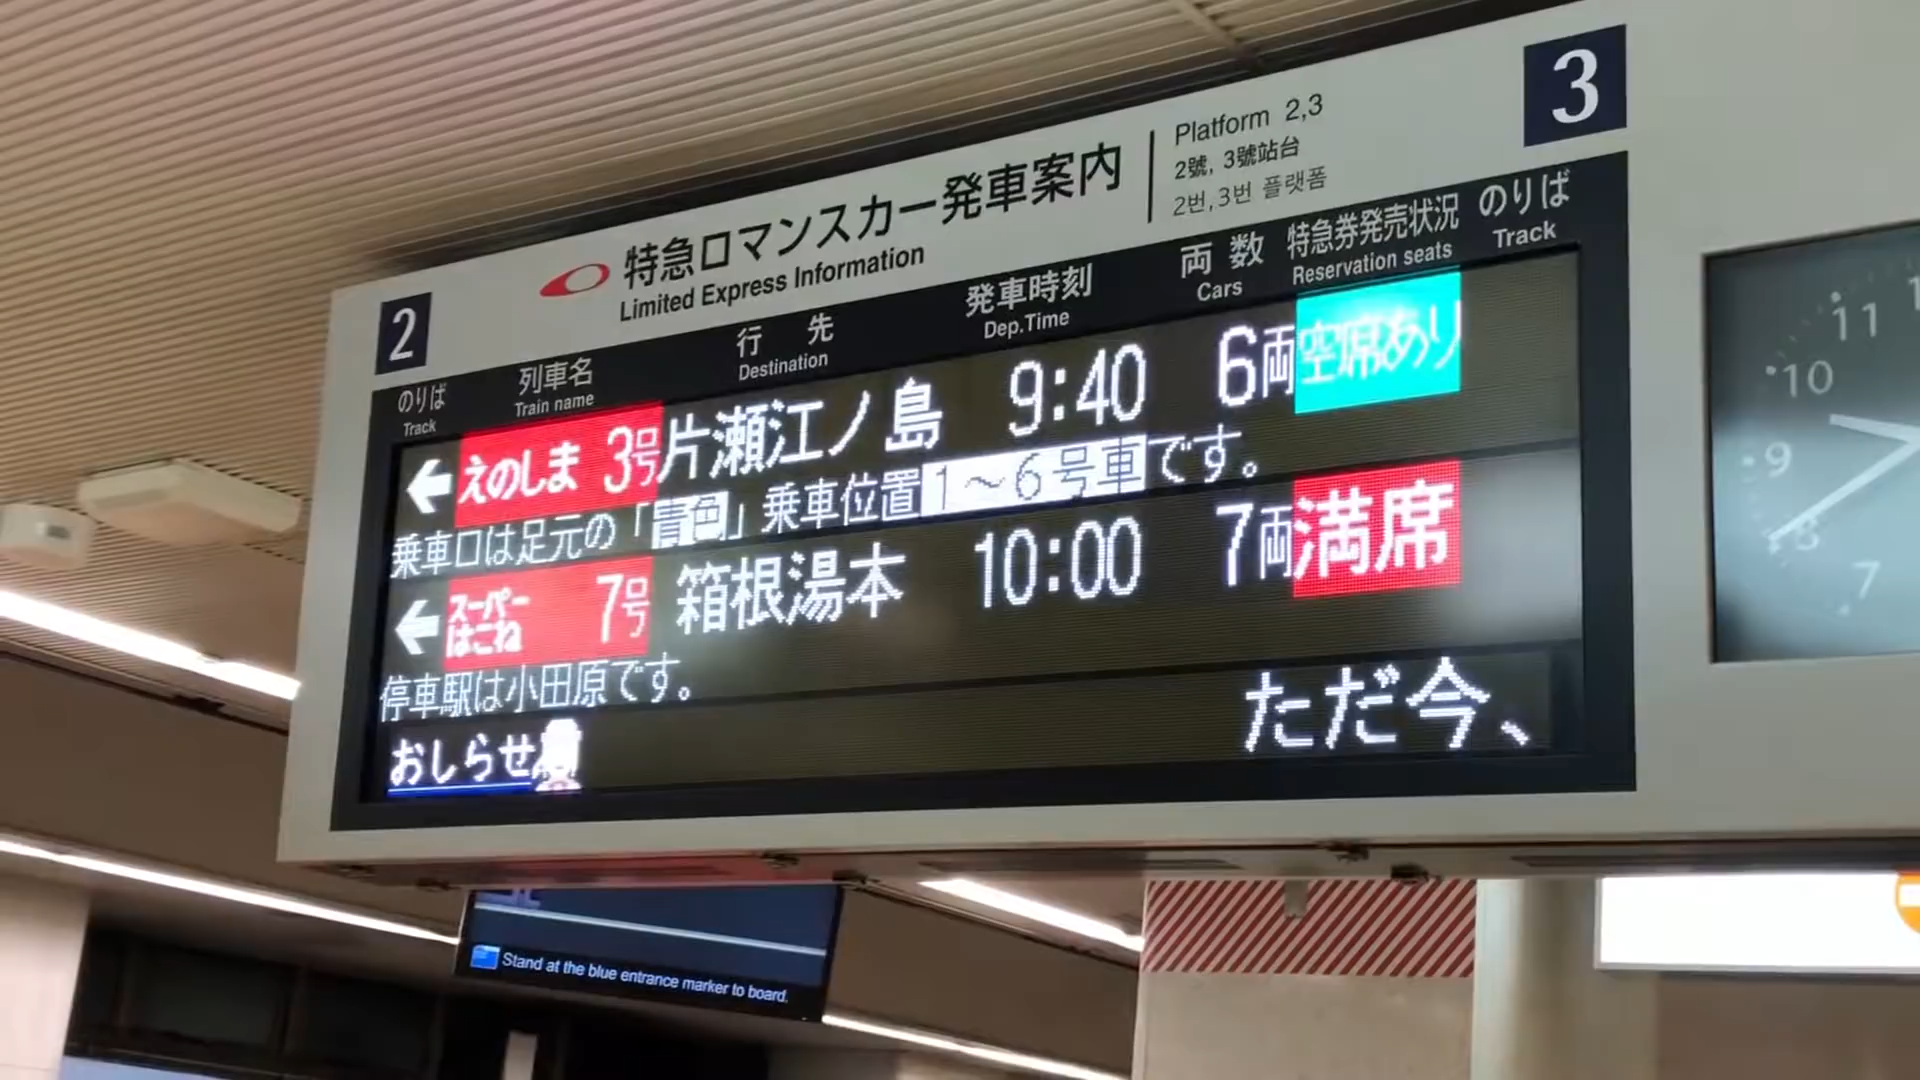 3
Platform 2,3
2號, 3號站台
2번, 3번 플랫폼
特急ロマンスカー発車案内
Limited Express Information
2
のりば
Track
列車名
Train name
行 先
Destination
発車時刻
Dep.Time
両 数
Cars
特急券発売状況
Reservation seats
のりば
Track
← えのしま 3号 片瀬江ノ島 9:40 6両 空席あり
乗車口は足元の「青色」乗車位置1～6号車です。
← スーパーはこね 7号 箱根湯本 10:00 7両 満席
停車駅は小田原です。
おしらせ ただ今、
11
10
9
8
7
Stand at the blue entrance marker to board.